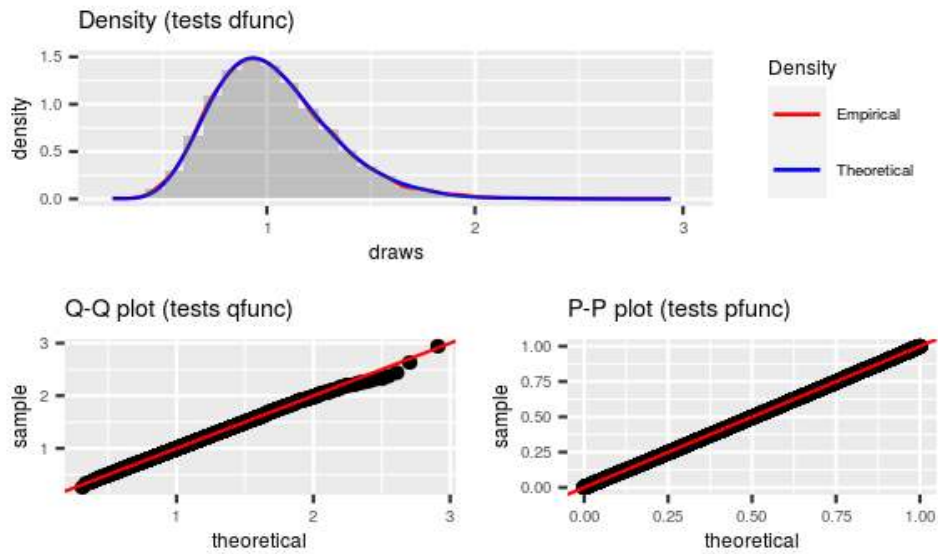 Density (tests dfunc)
1.5
1.0
0.5
0.0
density
1
2
3
draws
Density
Empirical
Theoretical
Q-Q plot (tests qfunc)
3
2
1
sample
1
2
3
theoretical
P-P plot (tests pfunc)
1.00
0.75
0.50
0.25
0.00
sample
0.00
0.25
0.50
0.75
1.00
theoretical